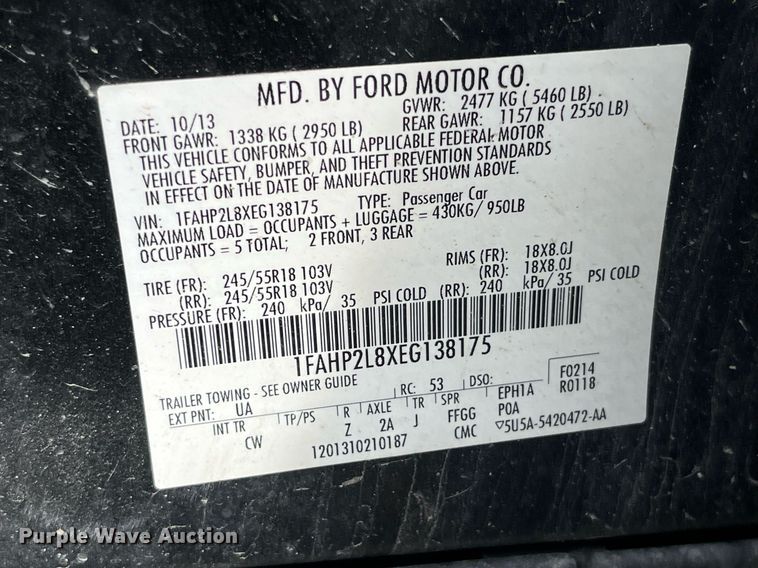 MFD. BY FORD MOTOR CO.
DATE: 10/13 GVWR: 2477 KG ( 5460 LB)
FRONT GAWR: 1338 KG ( 2950 LB) REAR GAWR: 1157 KG ( 2550 LB)
THIS VEHICLE CONFORMS TO ALL APPLICABLE FEDERAL MOTOR
VEHICLE SAFETY, BUMPER, AND THEFT PREVENTION STANDARDS
IN EFFECT ON THE DATE OF MANUFACTURE SHOWN ABOVE.
VIN: 1FAHP2L8XEG138175 TYPE: Passenger Car
MAXIMUM LOAD = OCCUPANTS + LUGGAGE = 430KG/ 950LB
OCCUPANTS = 5 TOTAL; 2 FRONT, 3 REAR
TIRE (FR): 245/55R18 103V RIMS (FR): 18X8.0J
(RR): 245/55R18 103V (RR): 18X8.0J
PRESSURE (FR): 240 kPa/ 35 PSI COLD (RR): 240 kPa/ 35 PSI COLD
1FAHP2L8XEG138175
TRAILER TOWING - SEE OWNER GUIDE RC: 53 DSO: F0214
EXT PNT: UA EPH1A R0118
INT TR TP/PS R AXLE TR SPR POA
CW Z 2A J FFGG
1201310210187 CMC ▽5U5A-5420472-AA
Purple Wave Auction